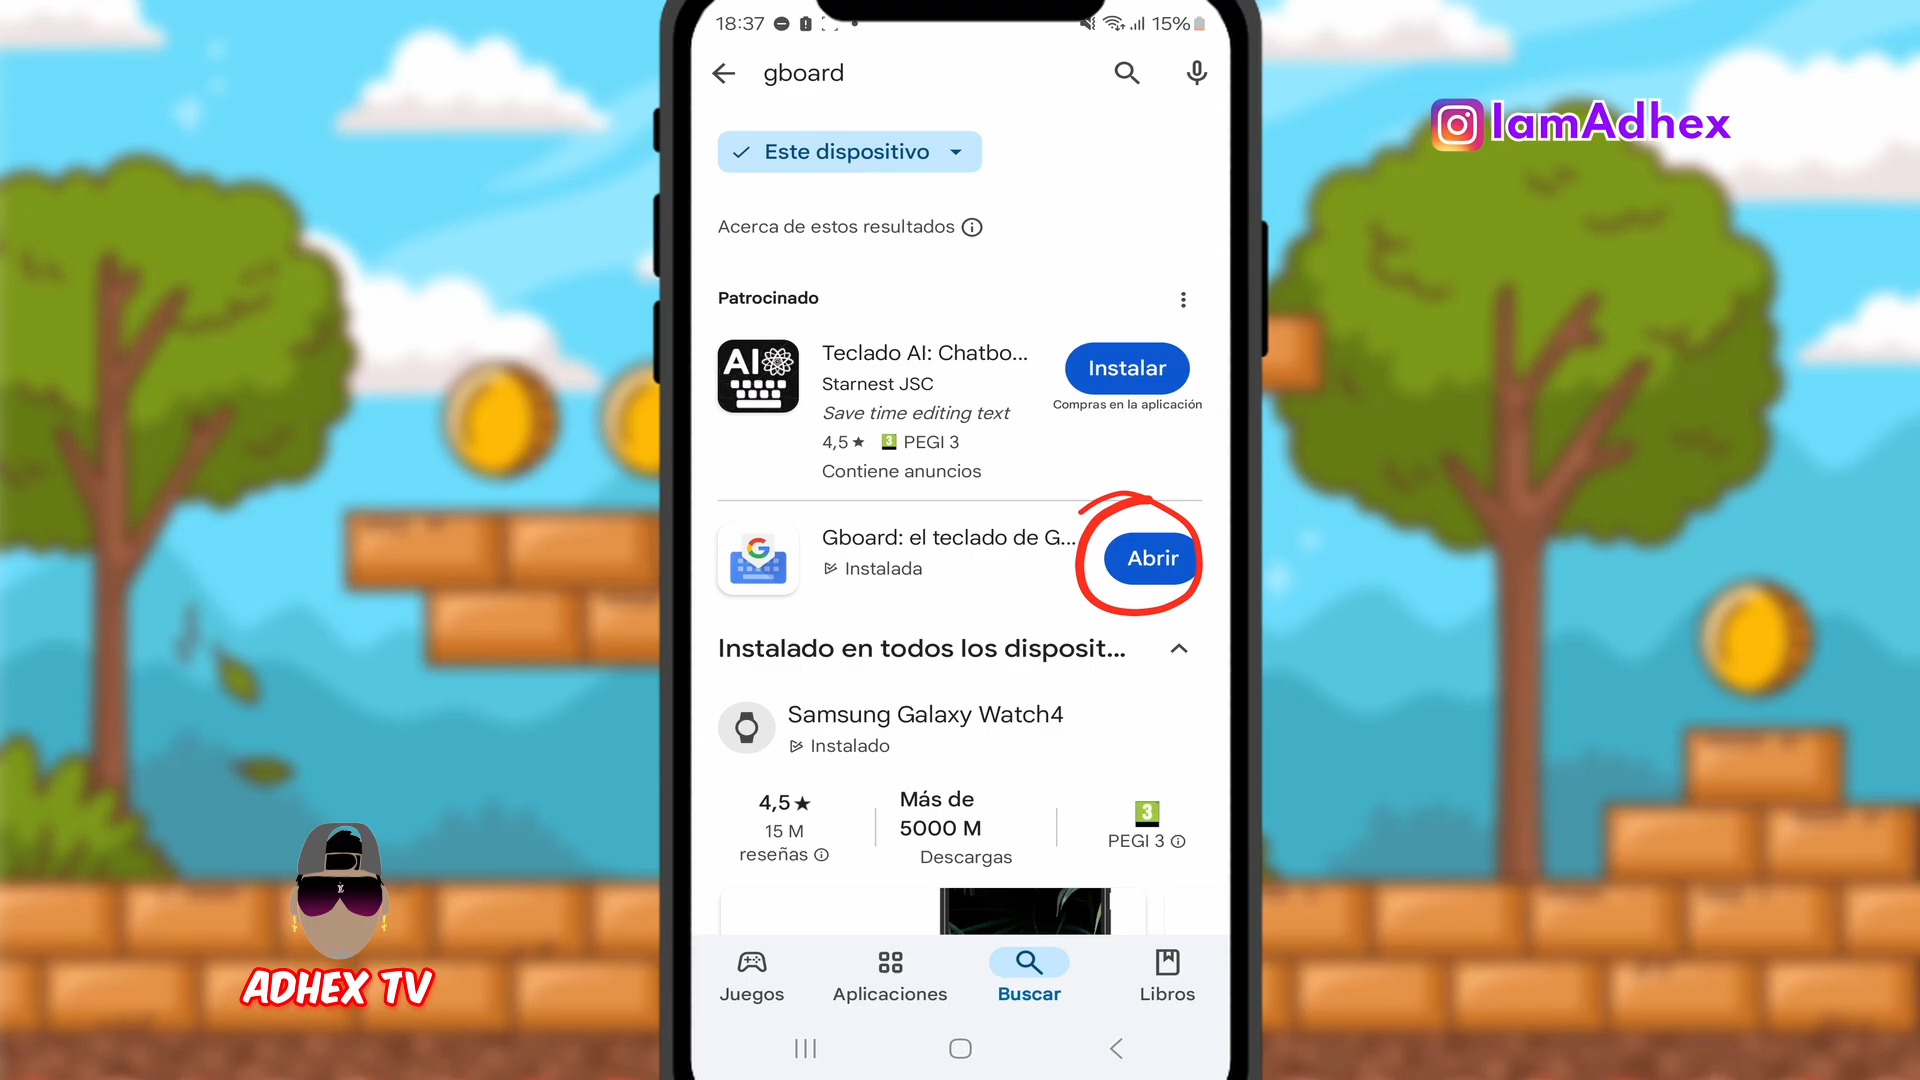 18:37
15%
gboard
IamAdhex
Este dispositivo
Acerca de estos resultados
Patrocinado
AI
Teclado AI: Chatbo...
Starnest JSC
Save time editing text
4,5★ 3 PEGI 3
Contiene anuncios
Instalar
Compras en la aplicación
G
Gboard: el teclado de G...
Instalada
Abrir
Instalado en todos los disposit...
Samsung Galaxy Watch4
Instalado
4,5★
15 M
reseñas
Más de
5000 M
Descargas
3
PEGI 3
Juegos
Aplicaciones
Buscar
Libros
ADHEX TV